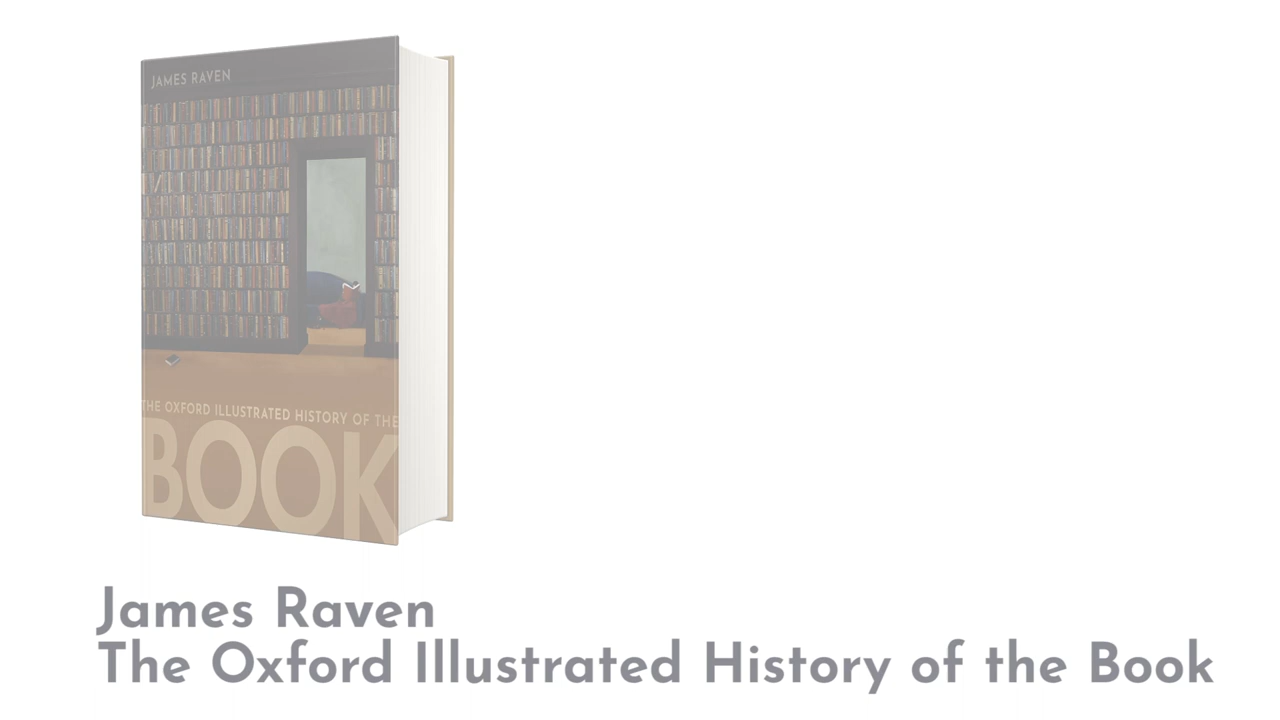 JAMES RAVEN
THE OXFORD ILLUSTRATED HISTORY OF THE
BOOK
James Raven
The Oxford Illustrated History of the Book